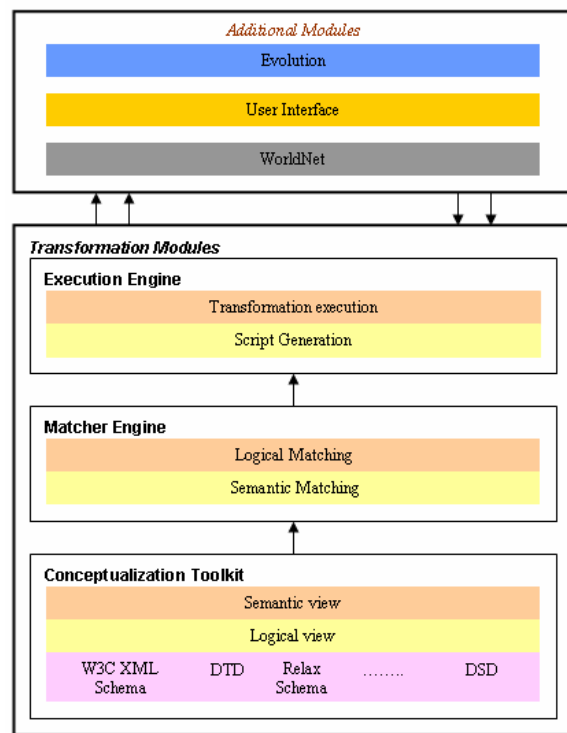 Additional Modules
Evolution
User Interface
WorldNet
Transformation Modules
Execution Engine
Transformation execution
Script Generation
Matcher Engine
Logical Matching
Semantic Matching
Conceptualization Toolkit
Semantic view
Logical view
W3C XML Schema
DTD
Relax Schema
........
DSD